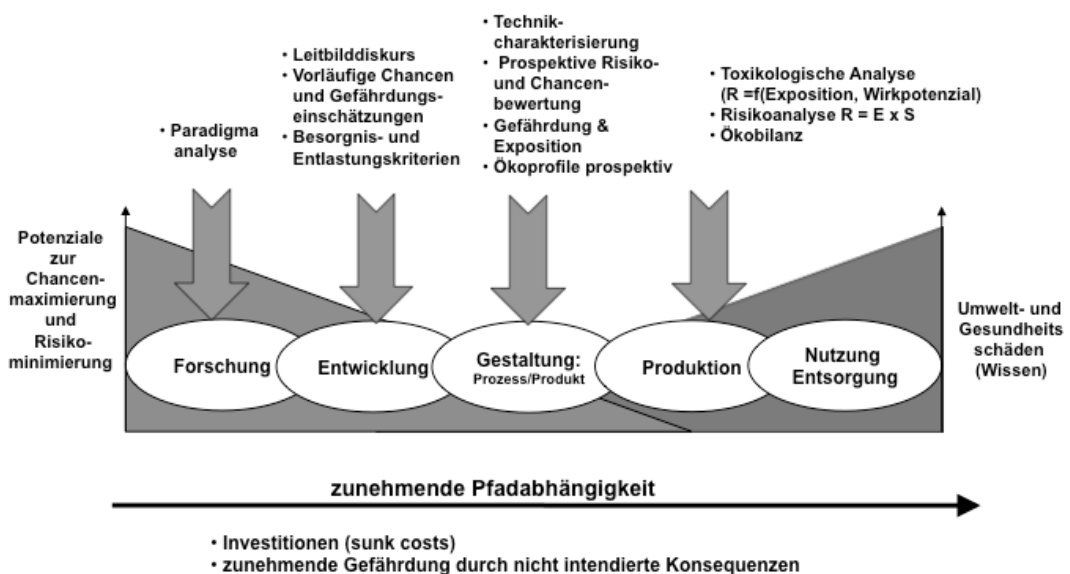 • Paradigma
analyse
• Leitbilddiskurs
• Vorläufige Chancen
und Gefährdungs-
einschätzungen
• Besorgnis- und
Entlastungskriterien
• Technik-
charakterisierung
• Prospektive Risiko-
und Chancen-
bewertung
• Gefährdung &
Exposition
• Ökoprofile prospektiv
• Toxikologische Analyse
(R =f(Exposition, Wirkpotenzial)
• Risikoanalyse R = E x S
• Ökobilanz
Potenziale
zur
Chancen-
maximierung
und
Risiko-
minimierung
Forschung
Entwicklung
Gestaltung:
Prozess/Produkt
Produktion
Nutzung
Entsorgung
Umwelt- und
Gesundheits
schäden
(Wissen)
zunehmende Pfadabhängigkeit
• Investitionen (sunk costs)
• zunehmende Gefährdung durch nicht intendierte Konsequenzen